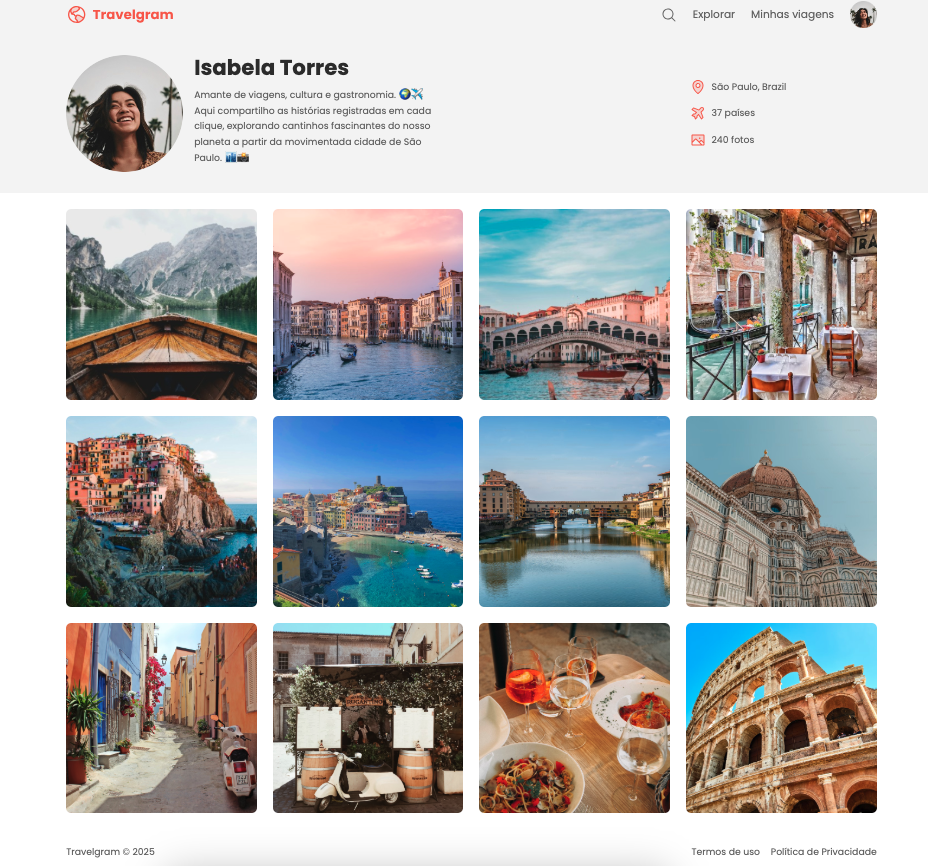 Travelgram
Explorar
Minhas viagens
Isabela Torres
Amante de viagens, cultura e gastronomia. 🌍✈️
Aqui compartilho as histórias registradas em cada
clique, explorando cantinhos fascinantes do nosso
planeta a partir da movimentada cidade de São
Paulo. 🏙️📸
São Paulo, Brazil
37 países
240 fotos
TRA
Travelgram © 2025
Termos de uso
Política de Privacidade